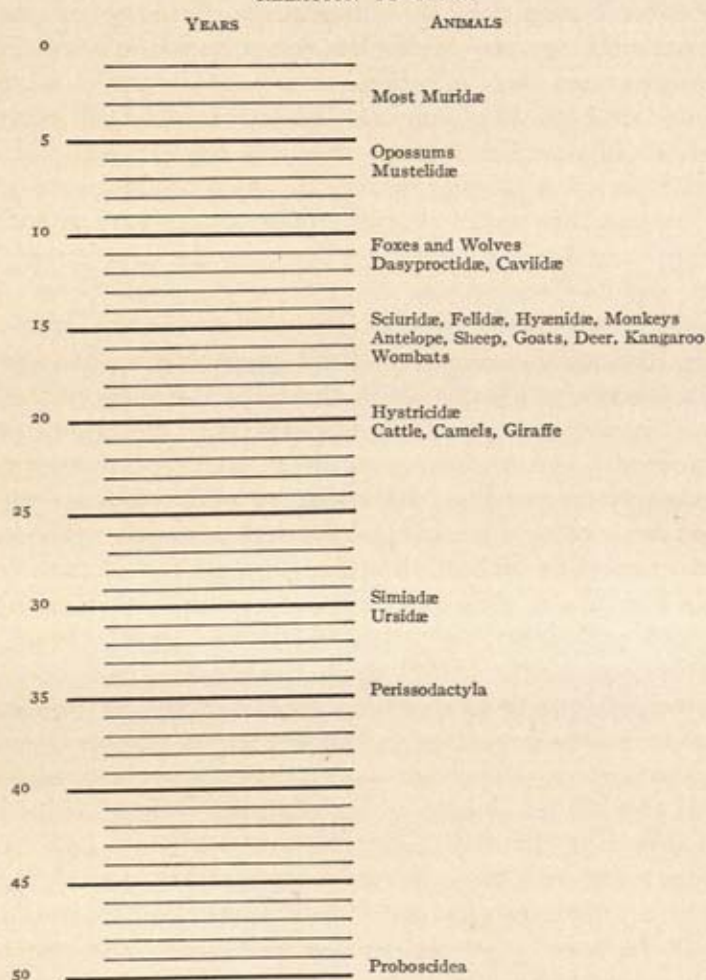 YEARS ANIMALS
0
Most Muridæ
5
Opossums
Mustelidæ
10
Foxes and Wolves
Dasyproctidæ, Caviidæ
15
Sciuridæ, Felidæ, Hyænidæ, Monkeys
Antelope, Sheep, Goats, Deer, Kangaroo
Wombats
20
Hystricidæ
Cattle, Camels, Giraffe
25
30
Simiadæ
Ursidæ
35
Perissodactyla
40
45
50
Proboscidea